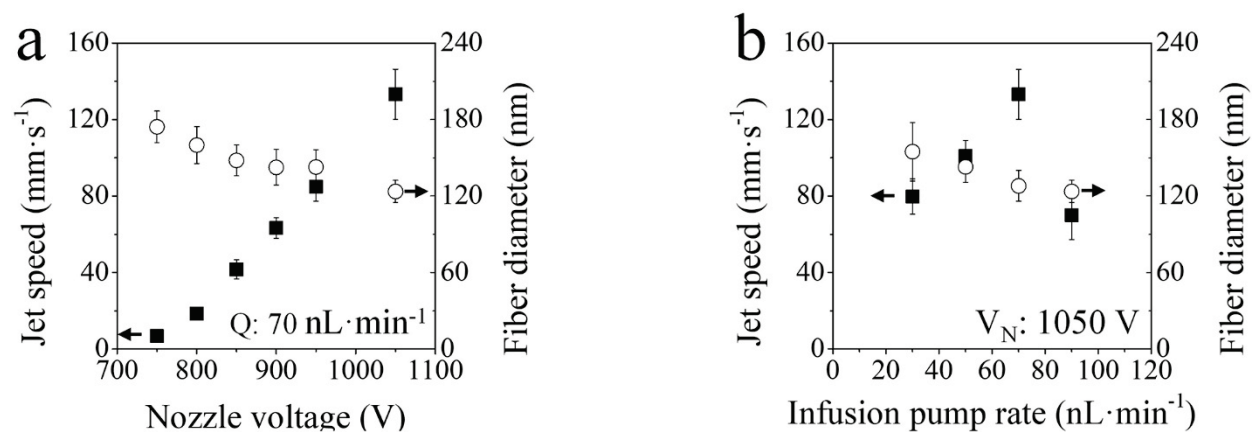 a
160
120
80
40
0
Jet speed (mm·s⁻¹)
240
180
120
60
0
Fiber diameter (nm)
Q: 70 nL·min⁻¹
700 800 900 1000 1100
Nozzle voltage (V)
b
160
120
80
40
0
Jet speed (mm·s⁻¹)
240
180
120
60
0
Fiber diameter (nm)
V_N: 1050 V
0 20 40 60 80 100 120
Infusion pump rate (nL·min⁻¹)